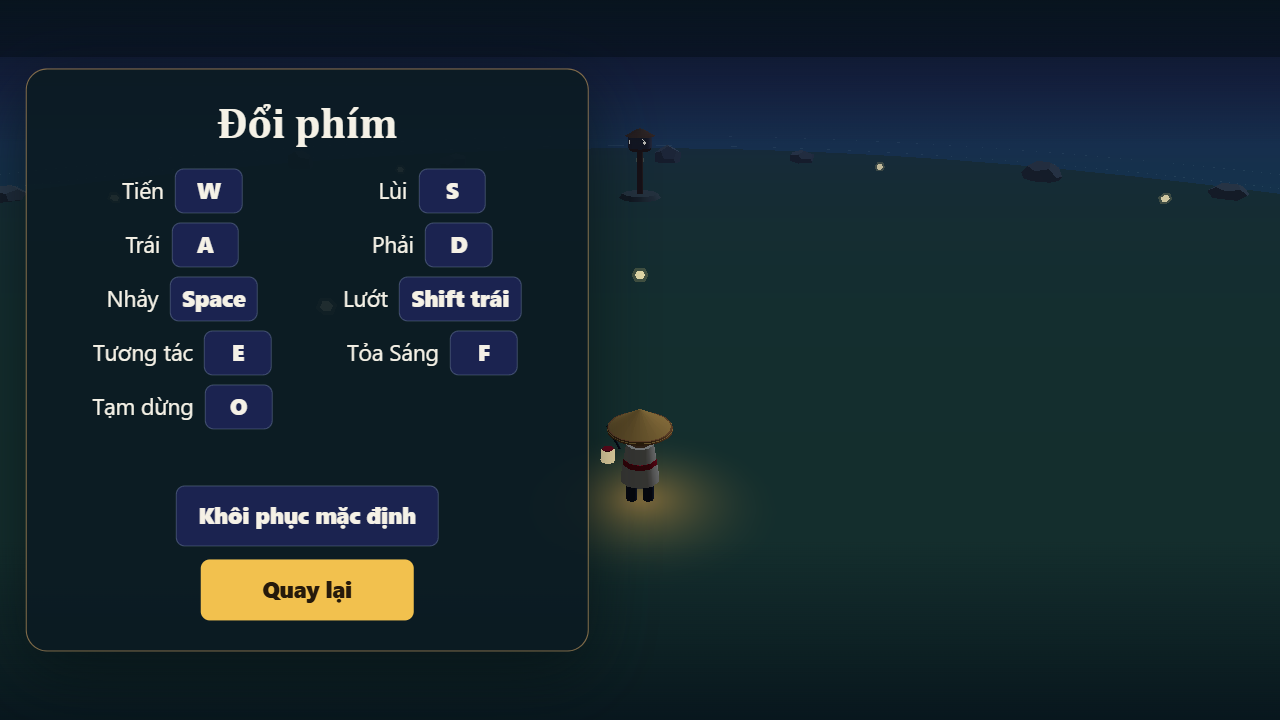 Đổi phím
Tiến W Lùi S
Trái A Phải D
Nhảy Space Lướt Shift trái
Tương tác E Tỏa Sáng F
Tạm dừng O
Khôi phục mặc định
Quay lại